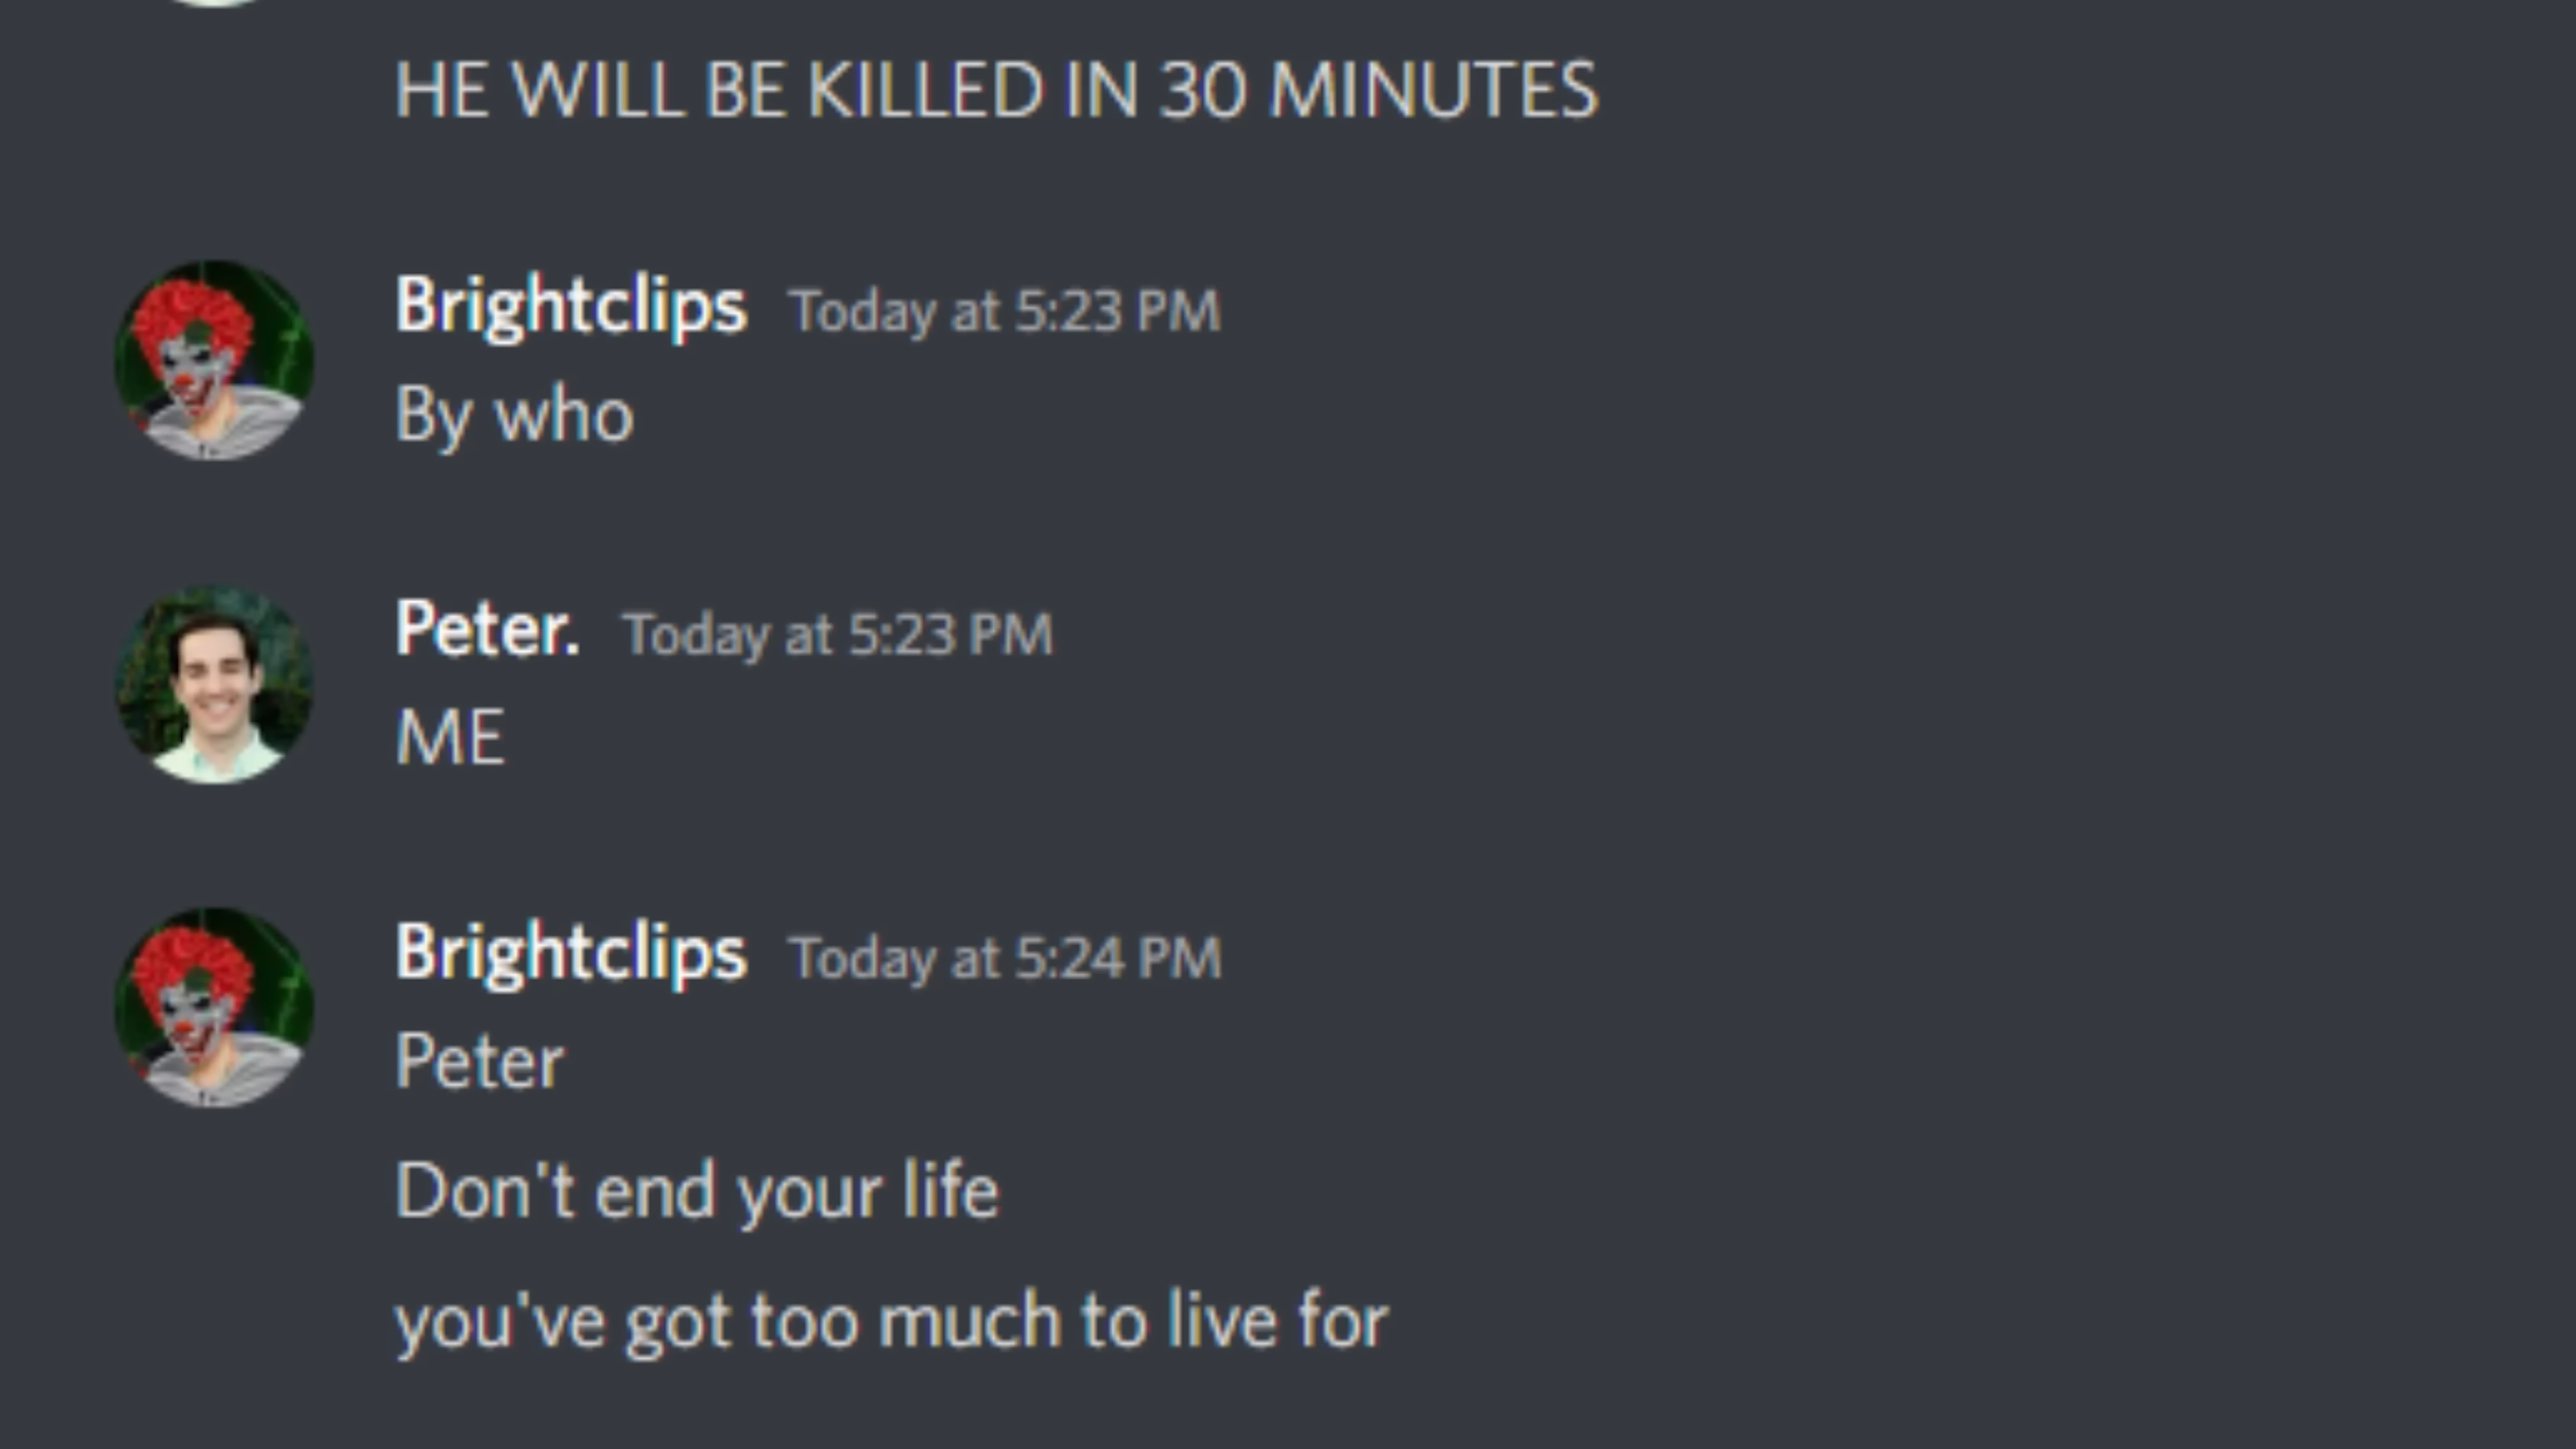 HE WILL BE KILLED IN 30 MINUTES
Brightclips Today at 5:23 PM
By who
Peter. Today at 5:23 PM
ME
Brightclips Today at 5:24 PM
Peter
Don't end your life
you've got too much to live for